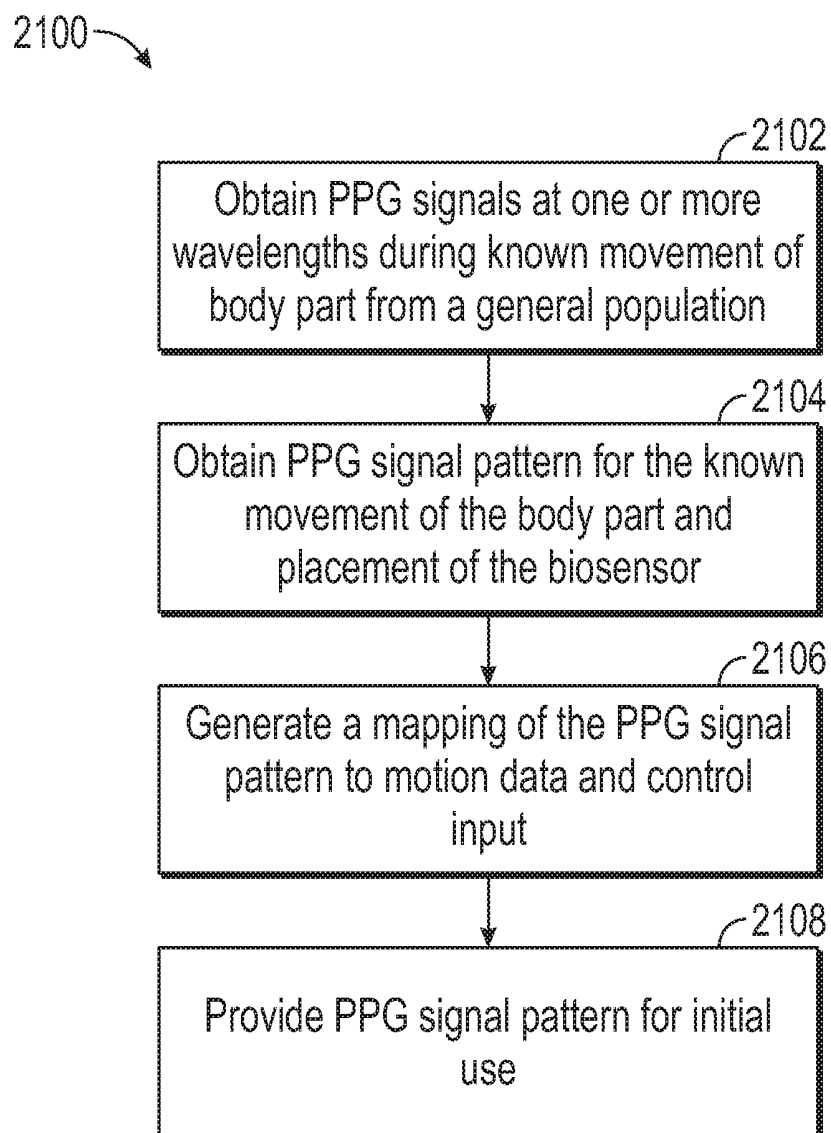 2100
2102
Obtain PPG signals at one or more
wavelengths during known movement of
body part from a general population
2104
Obtain PPG signal pattern for the known
movement of the body part and
placement of the biosensor
2106
Generate a mapping of the PPG signal
pattern to motion data and control
input
2108
Provide PPG signal pattern for initial
use